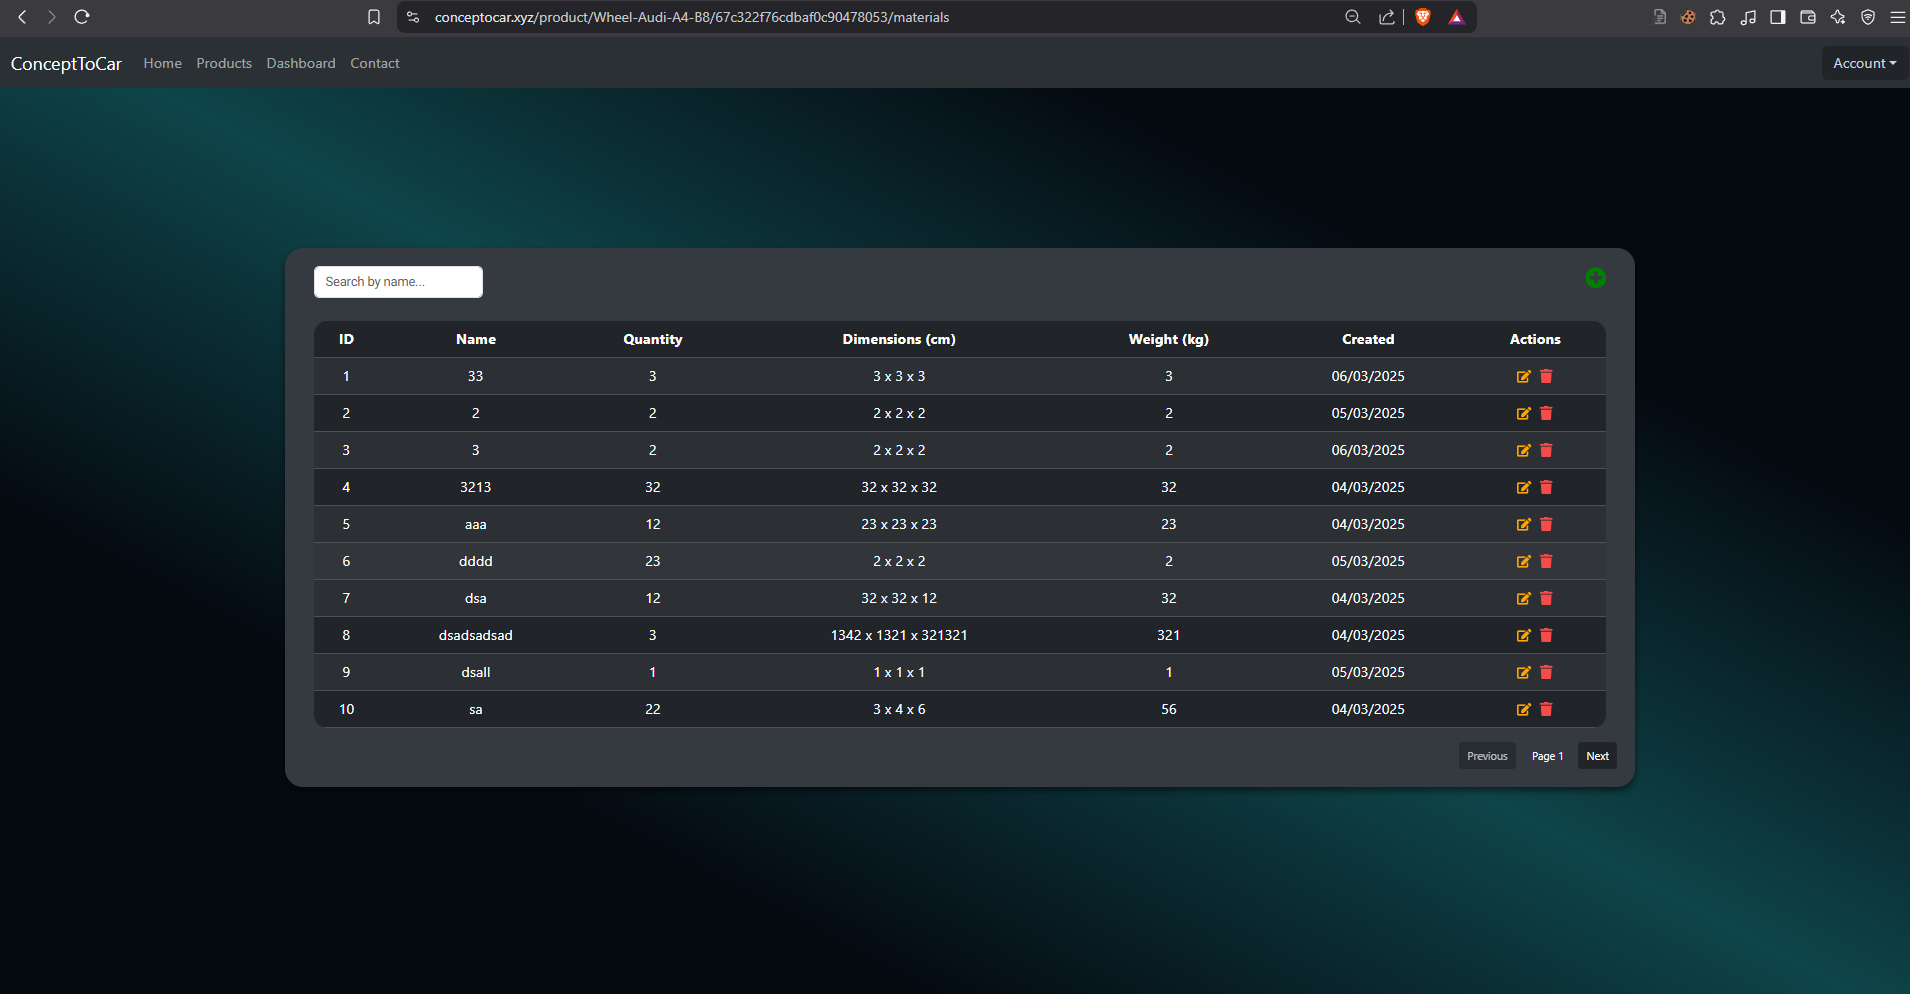 conceptocar.xyz/product/Wheel-Audi-A4-B8/67c322f76cdbaf0c90478053/materials
ConceptToCar Home Products Dashboard Contact Account
Search by name...
ID Name Quantity Dimensions (cm) Weight (kg) Created Actions
1 33 3 3 x 3 x 3 3 06/03/2025
2 2 2 2 x 2 x 2 2 05/03/2025
3 3 2 2 x 2 x 2 2 06/03/2025
4 3213 32 32 x 32 x 32 32 04/03/2025
5 aaa 12 23 x 23 x 23 23 04/03/2025
6 dddd 23 2 x 2 x 2 2 05/03/2025
7 dsa 12 32 x 32 x 12 32 04/03/2025
8 dsadsadsad 3 1342 x 1321 x 321321 321 04/03/2025
9 dsall 1 1 x 1 x 1 1 05/03/2025
10 sa 22 3 x 4 x 6 56 04/03/2025
Previous Page 1 Next